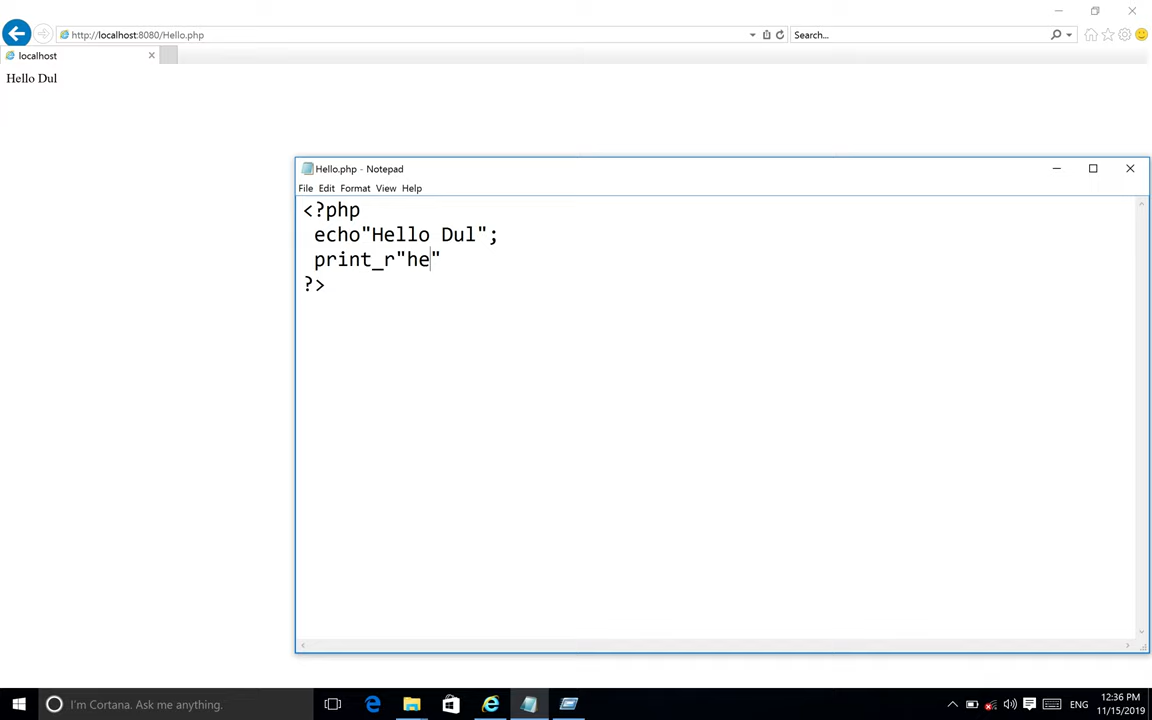 http://localhost:8080/Hello.php
Search...
localhost
Hello Dul
Hello.php - Notepad
File Edit Format View Help
<?php
echo"Hello Dul";
print_r"he"
?>
I'm Cortana. Ask me anything.
ENG
12:36 PM
11/15/2019